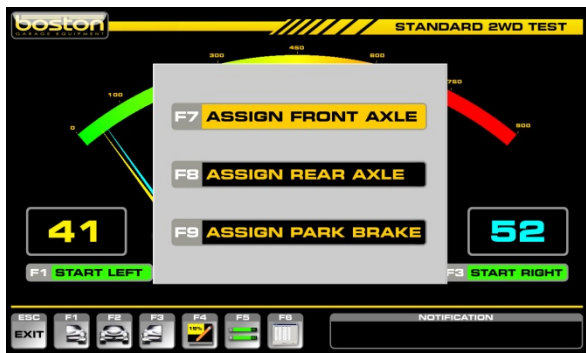 boston
GARAGE EQUIPMENT
STANDARD 2WD TEST
450
300
600
100
750
0
900
F7 ASSIGN FRONT AXLE
F8 ASSIGN REAR AXLE
F9 ASSIGN PARK BRAKE
41
52
F1 START LEFT
F3 START RIGHT
ESC F1 F2 F3 F4 F5 F6 NOTIFICATION
EXIT